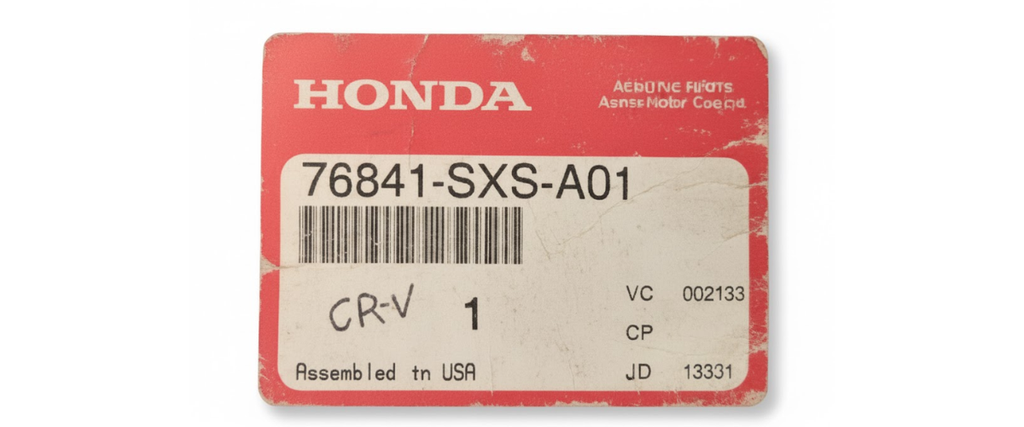 HONDA
76841-SXS-A01
CR-V 1
VC 002133
CP
Assembled tn USA
JD 13331